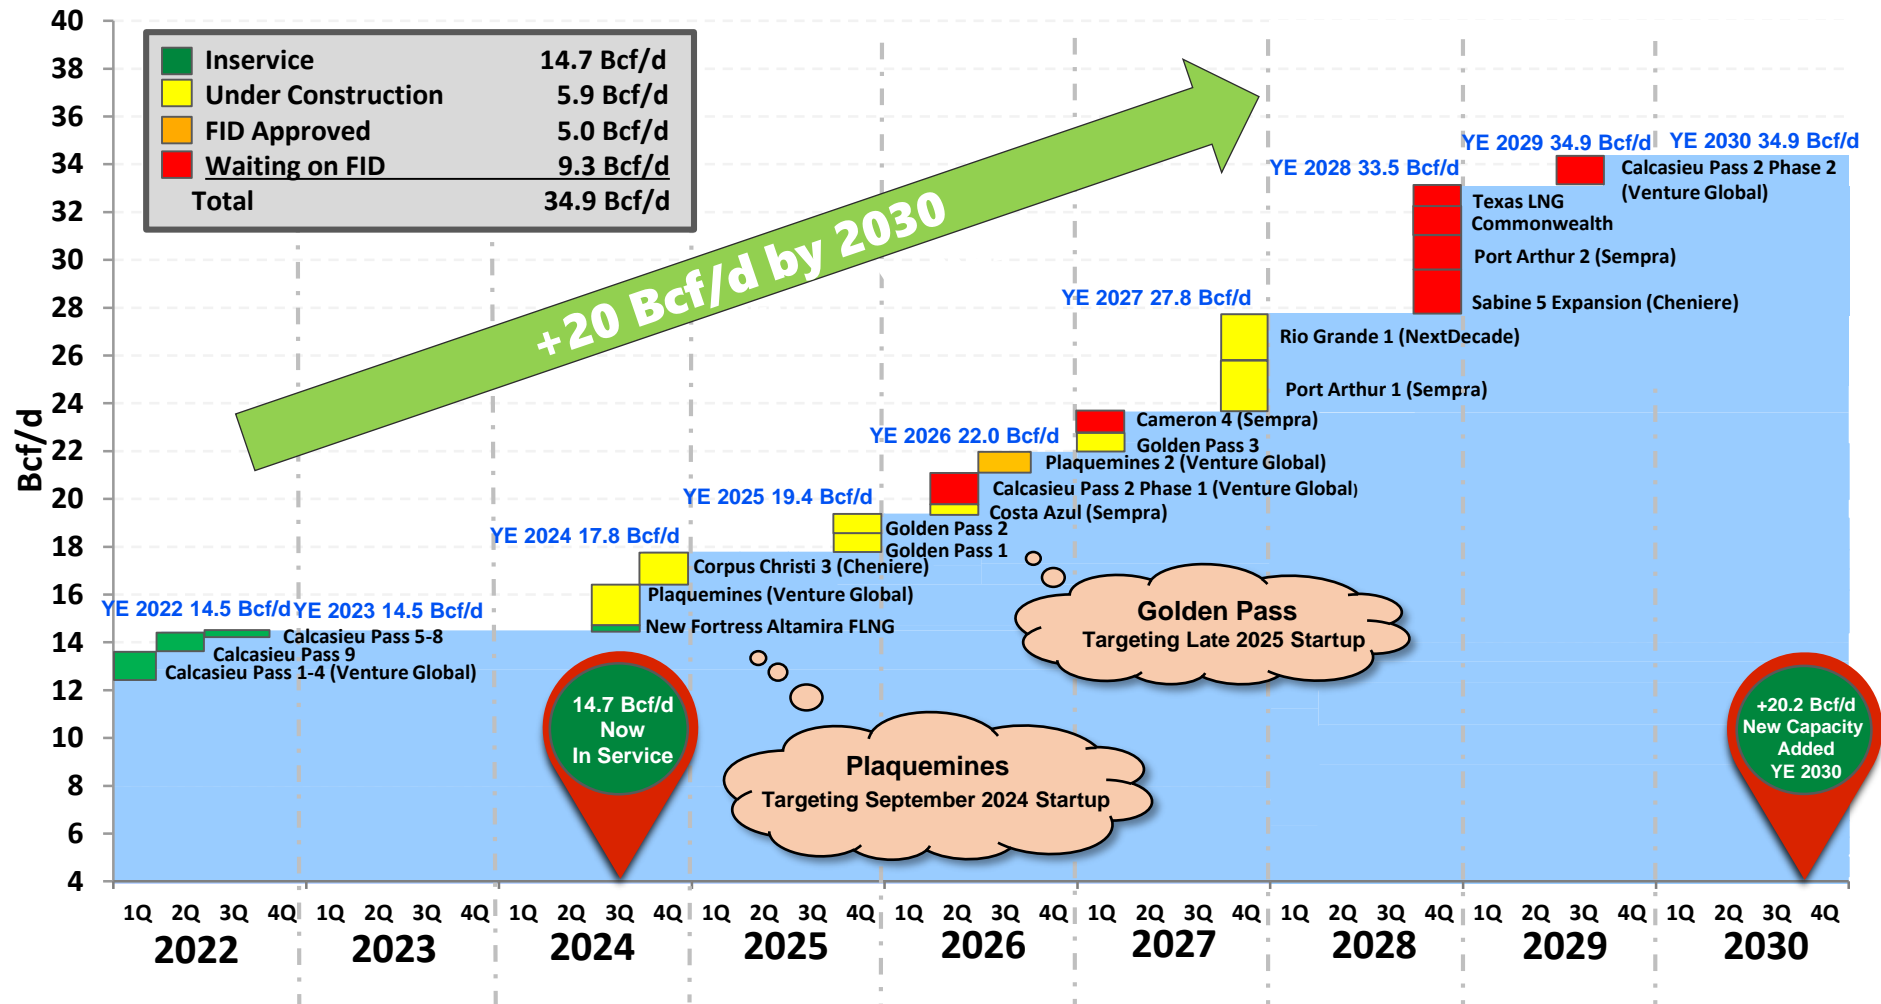 40
38
36
34
32
30
28
26
24
22
20
18
16
14
12
10
8
6
4
Bcf/d
Inservice 14.7 Bcf/d
Under Construction 5.9 Bcf/d
FID Approved 5.0 Bcf/d
Waiting on FID 9.3 Bcf/d
Total 34.9 Bcf/d
+20 Bcf/d by 2030
YE 2022 14.5 Bcf/d
YE 2023 14.5 Bcf/d
YE 2024 17.8 Bcf/d
YE 2025 19.4 Bcf/d
YE 2026 22.0 Bcf/d
YE 2027 27.8 Bcf/d
YE 2028 33.5 Bcf/d
YE 2029 34.9 Bcf/d
YE 2030 34.9 Bcf/d
Calcasieu Pass 5-8
Calcasieu Pass 9
Calcasieu Pass 1-4 (Venture Global)
Corpus Christi 3 (Cheniere)
Plaquemines (Venture Global)
New Fortress Altamira FLNG
Golden Pass 2
Golden Pass 1
Plaquemines 2 (Venture Global)
Calcasieu Pass 2 Phase 1 (Venture Global)
Costa Azul (Sempra)
Cameron 4 (Sempra)
Golden Pass 3
Rio Grande 1 (NextDecade)
Port Arthur 1 (Sempra)
Texas LNG
Commonwealth
Port Arthur 2 (Sempra)
Sabine 5 Expansion (Cheniere)
Calcasieu Pass 2 Phase 2
(Venture Global)
14.7 Bcf/d
Now
In Service
Plaquemines
Targeting September 2024 Startup
Golden Pass
Targeting Late 2025 Startup
+20.2 Bcf/d
New Capacity
Added
YE 2030
1Q 2Q 3Q 4Q 1Q 2Q 3Q 4Q 1Q 2Q 3Q 4Q 1Q 2Q 3Q 4Q 1Q 2Q 3Q 4Q 1Q 2Q 3Q 4Q 1Q 2Q 3Q 4Q 1Q 2Q 3Q 4Q 1Q 2Q 3Q 4Q
2022 2023 2024 2025 2026 2027 2028 2029 2030